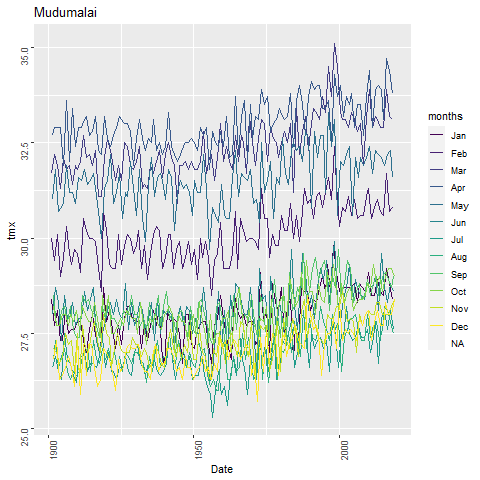 Mudumalai
35.0
32.5
30.0
27.5
25.0
tmx
1900
1950
2000
Date
months
Jan
Feb
Mar
Apr
May
Jun
Jul
Aug
Sep
Oct
Nov
Dec
NA